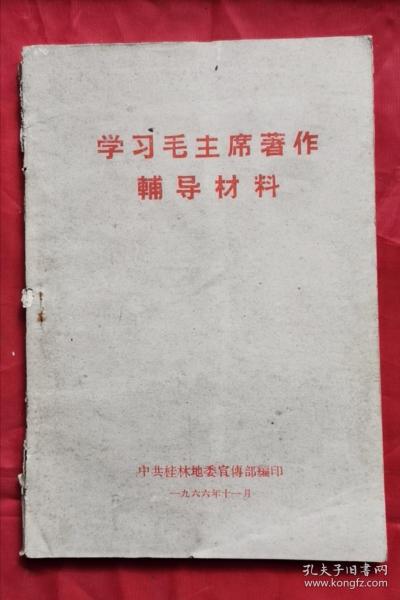 学习毛主席著作
輔导材料
中共桂林地委宣傳部編印
一九六六年十一月
孔夫子旧书网
www.kongfz.com